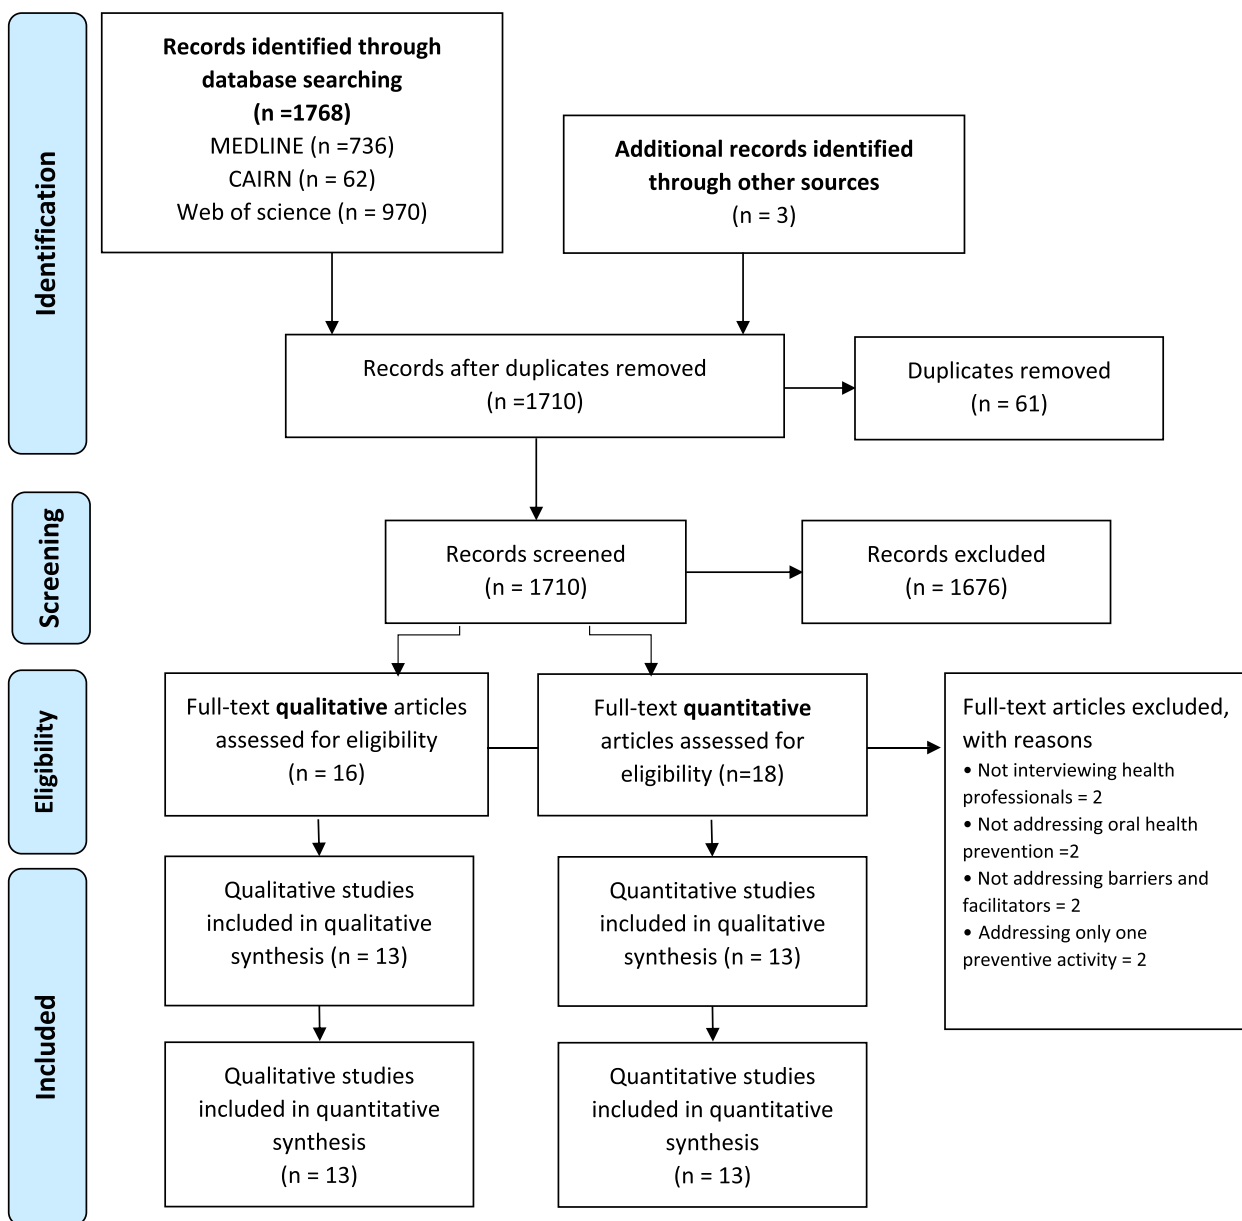 Identification
Records identified through
database searching
(n =1768)
MEDLINE (n =736)
CAIRN (n = 62)
Web of science (n = 970)
Additional records identified
through other sources
(n = 3)
Records after duplicates removed
(n =1710)
Duplicates removed
(n = 61)
Screening
Records screened
(n = 1710)
Records excluded
(n = 1676)
Eligibility
Full-text qualitative articles
assessed for eligibility
(n = 16)
Full-text quantitative
articles assessed for
eligibility (n=18)
Full-text articles excluded,
with reasons
• Not interviewing health
professionals = 2
• Not addressing oral health
prevention =2
• Not addressing barriers and
facilitators = 2
• Addressing only one
preventive activity = 2
Included
Qualitative studies
included in qualitative
synthesis (n = 13)
Quantitative studies
included in qualitative
synthesis (n = 13)
Qualitative studies
included in quantitative
synthesis
(n = 13)
Quantitative studies
included in quantitative
synthesis
(n = 13)